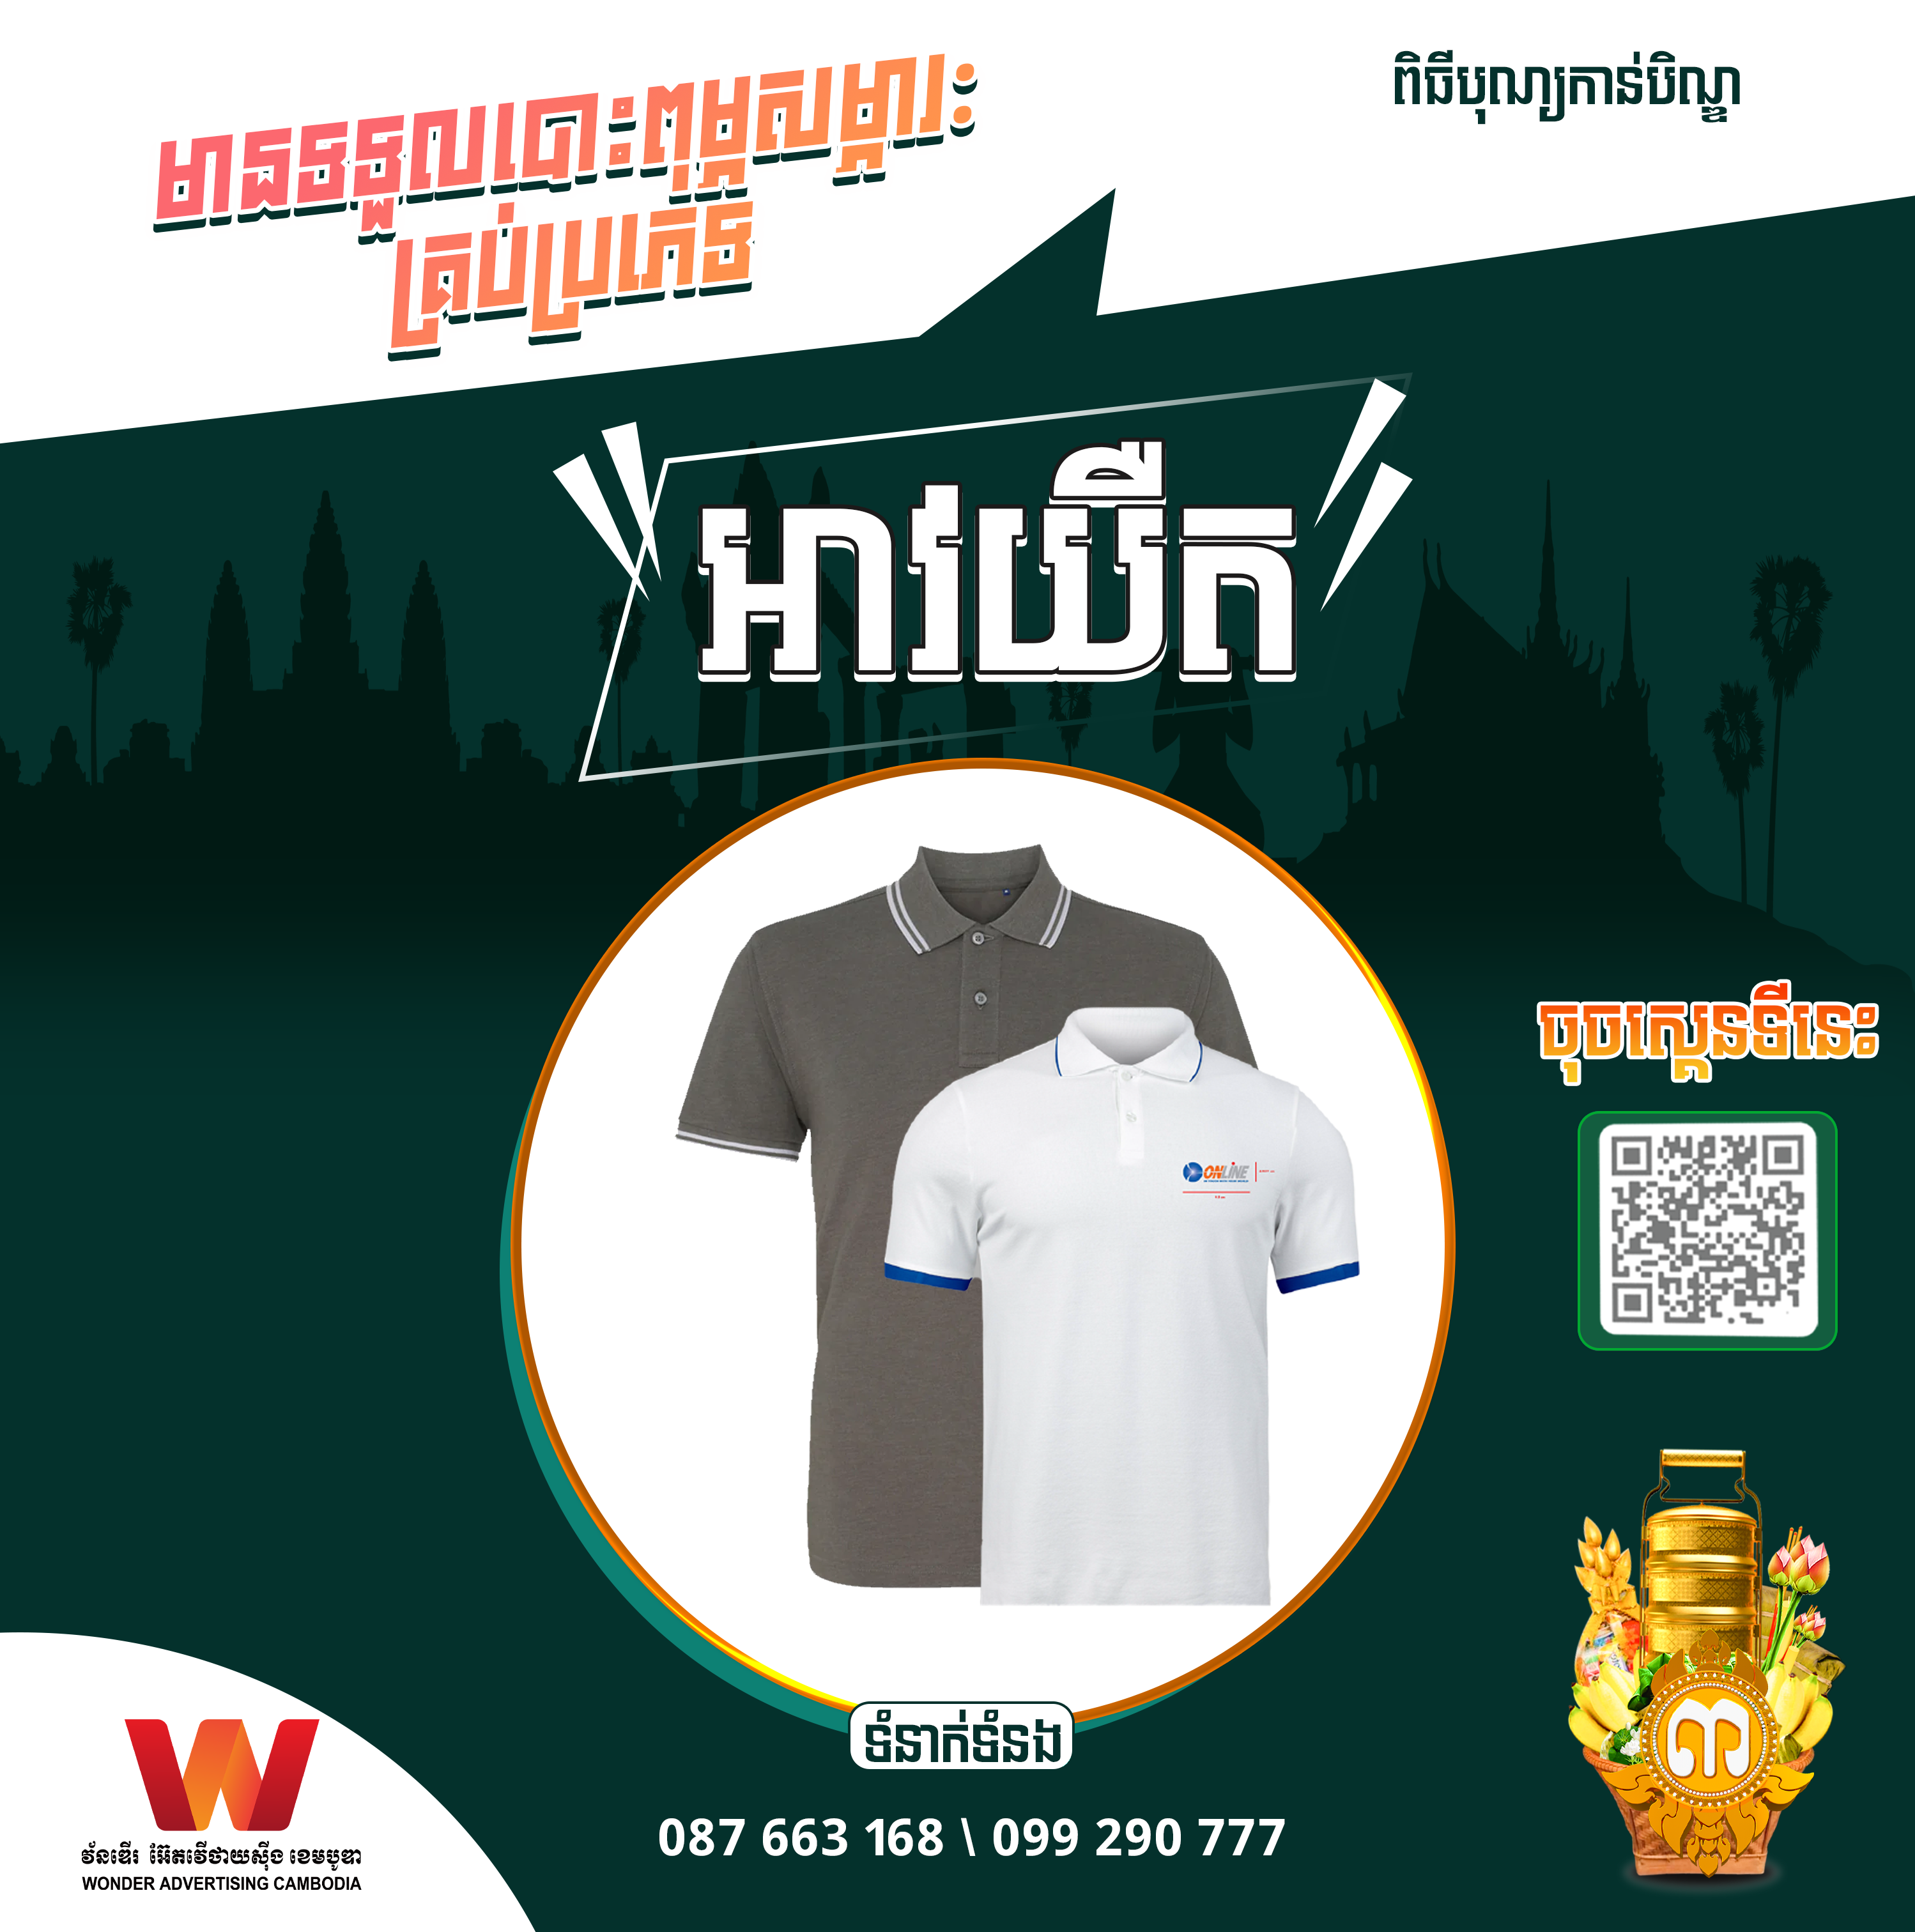 មានទទួលបោះពុម្ពសម្ភារៈ
គ្រប់ប្រភេទ
ពិធីបុណ្យកាន់បិណ្ឌ
អាវយឺត
ONLINE
ចុចស្កេនទីនេះ
៣
ទំនាក់ទំនង
087 663 168 \ 099 290 777
វ័នឌើរ អ៊ែតវើថាយស៊ីង ខេមបូឌា
WONDER ADVERTISING CAMBODIA